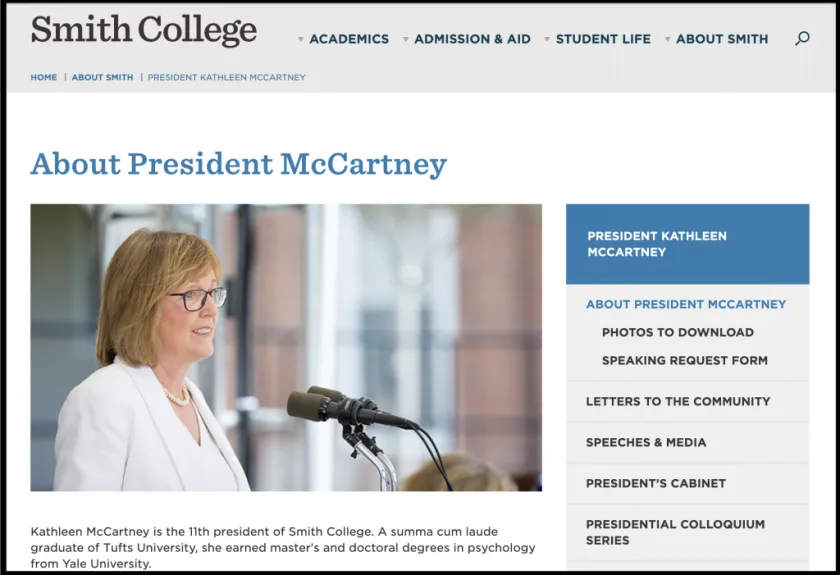 Smith College
ACADEMICS
ADMISSION & AID
STUDENT LIFE
ABOUT SMITH
HOME | ABOUT SMITH | PRESIDENT KATHLEEN MCCARTNEY
About President McCartney
PRESIDENT KATHLEEN
MCCARTNEY
ABOUT PRESIDENT MCCARTNEY
PHOTOS TO DOWNLOAD
SPEAKING REQUEST FORM
LETTERS TO THE COMMUNITY
SPEECHES & MEDIA
PRESIDENT'S CABINET
PRESIDENTIAL COLLOQUIUM
SERIES
Kathleen McCartney is the 11th president of Smith College. A summa cum laude
graduate of Tufts University, she earned master's and doctoral degrees in psychology
from Yale University.